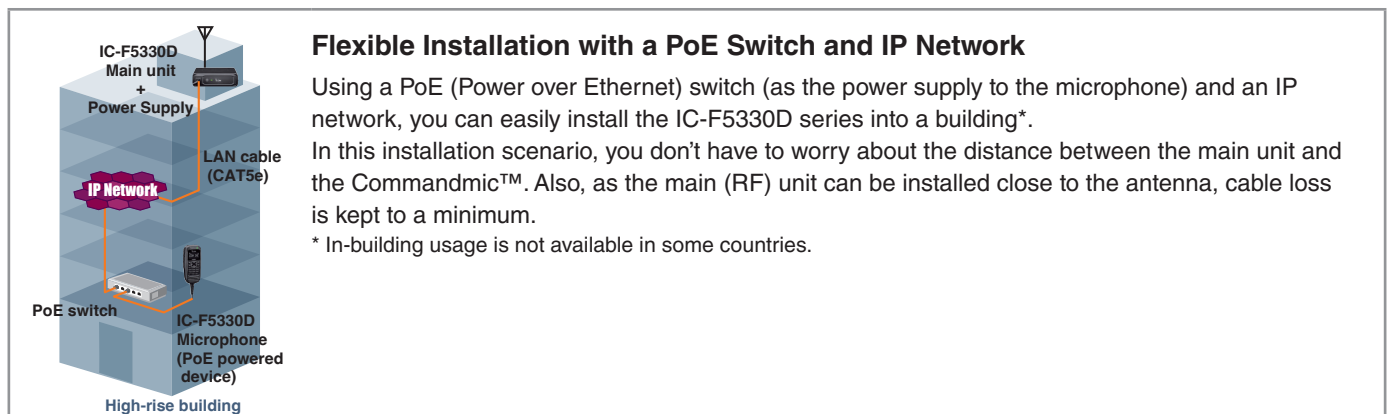 IC-F5330D
Main unit
+
Power Supply
LAN cable
(CAT5e)
IP Network
PoE switch
IC-F5330D
Microphone
(PoE powered
device)
High-rise building
Flexible Installation with a PoE Switch and IP Network
Using a PoE (Power over Ethernet) switch (as the power supply to the microphone) and an IP
network, you can easily install the IC-F5330D series into a building*.
In this installation scenario, you don’t have to worry about the distance between the main unit and
the Commandmic™. Also, as the main (RF) unit can be installed close to the antenna, cable loss
is kept to a minimum.
* In-building usage is not available in some countries.